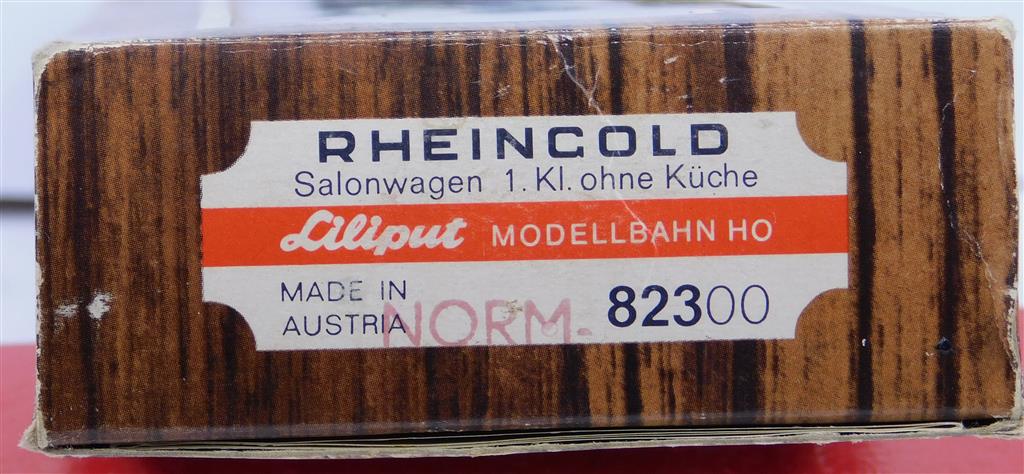 RHEINGOLD
Salonwagen 1. Kl. ohne Küche
Liliput MODELLBAHN HO
MADE IN
AUSTRIA
NORM-
82300